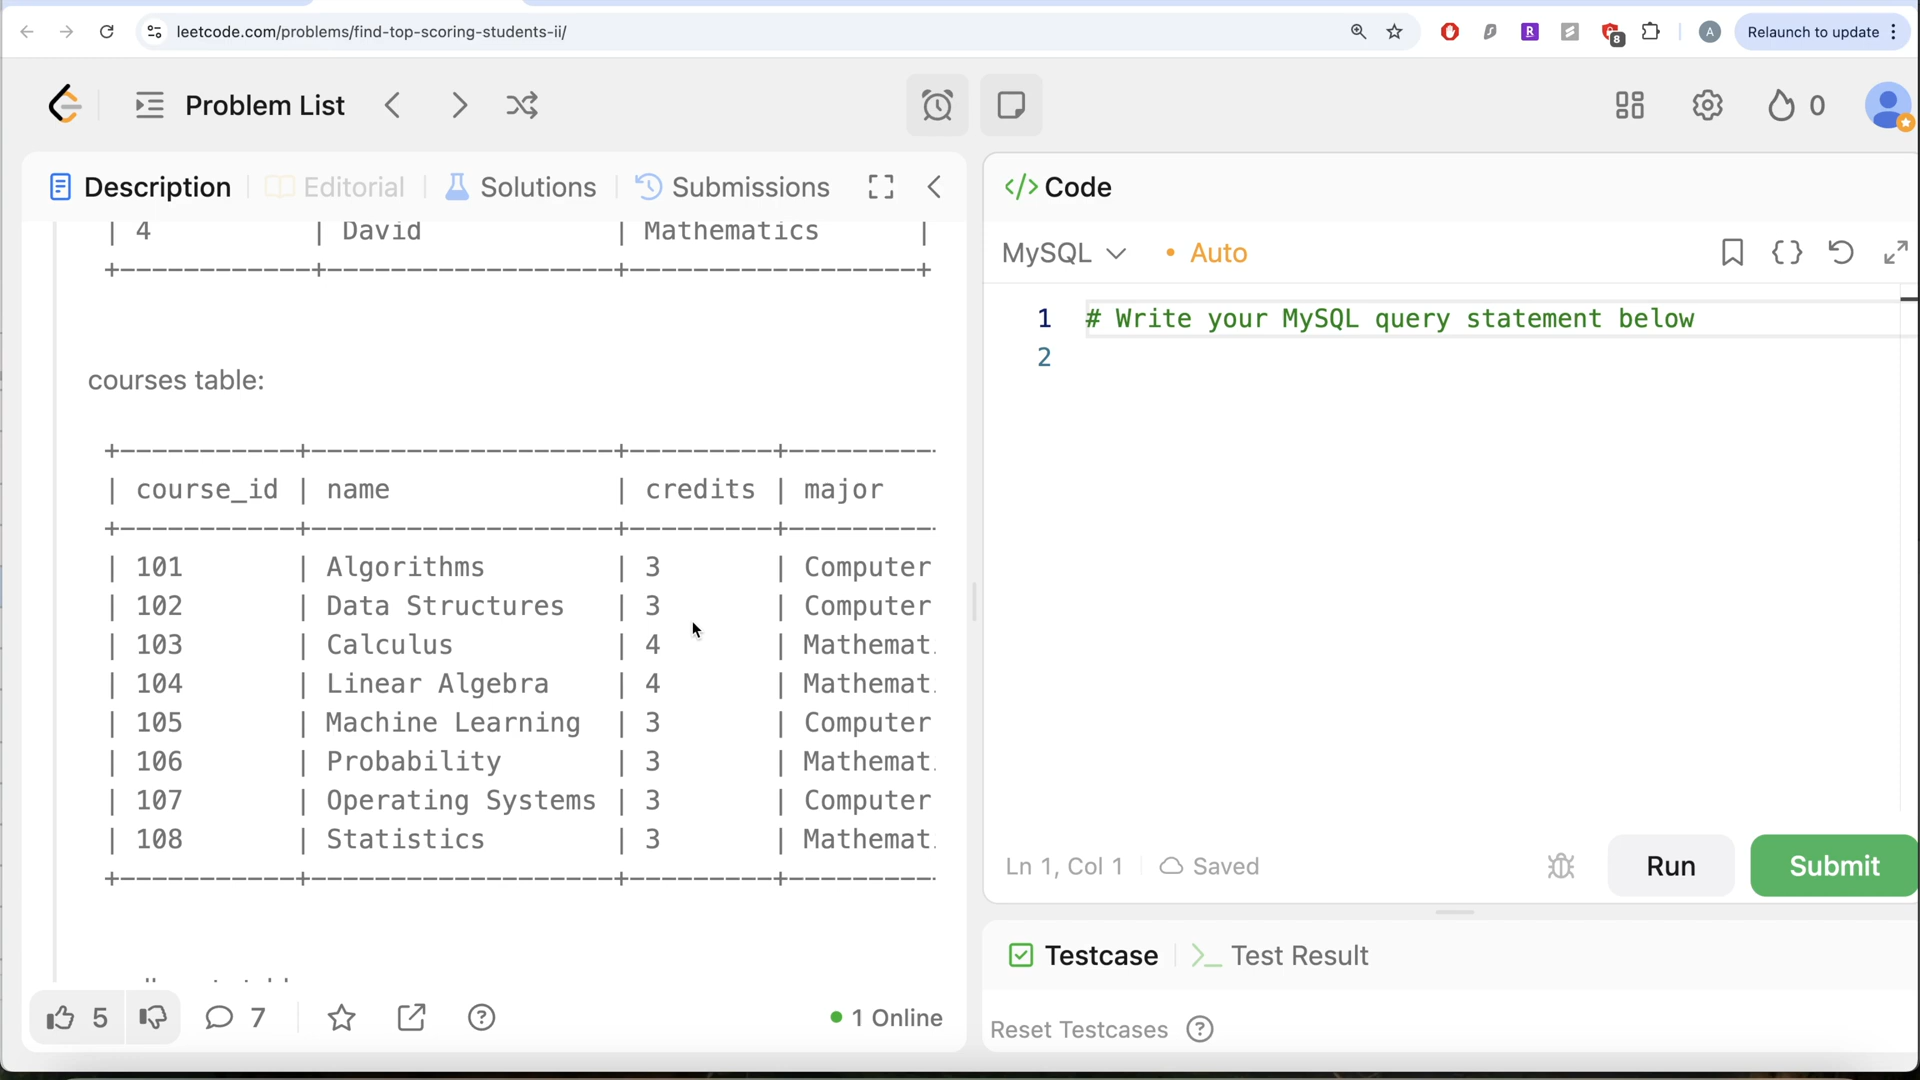 leetcode.com/problems/find-top-scoring-students-ii/
8
A
Relaunch to update
Problem List
0
Description
Editorial
Solutions
Submissions
| 4 | David | Mathematics |
+------------+------------------+------------------+
courses table:
+-----------+-------------------+---------+---------
| course_id | name | credits | major
+-----------+-------------------+---------+---------
| 101 | Algorithms | 3 | Computer
| 102 | Data Structures | 3 | Computer
| 103 | Calculus | 4 | Mathemat
| 104 | Linear Algebra | 4 | Mathemat
| 105 | Machine Learning | 3 | Computer
| 106 | Probability | 3 | Mathemat
| 107 | Operating Systems | 3 | Computer
| 108 | Statistics | 3 | Mathemat
+-----------+-------------------+---------+---------
5
7
1 Online
</> Code
MySQL
• Auto
1 # Write your MySQL query statement below
2
Ln 1, Col 1
Saved
Run
Submit
Testcase
Test Result
Reset Testcases